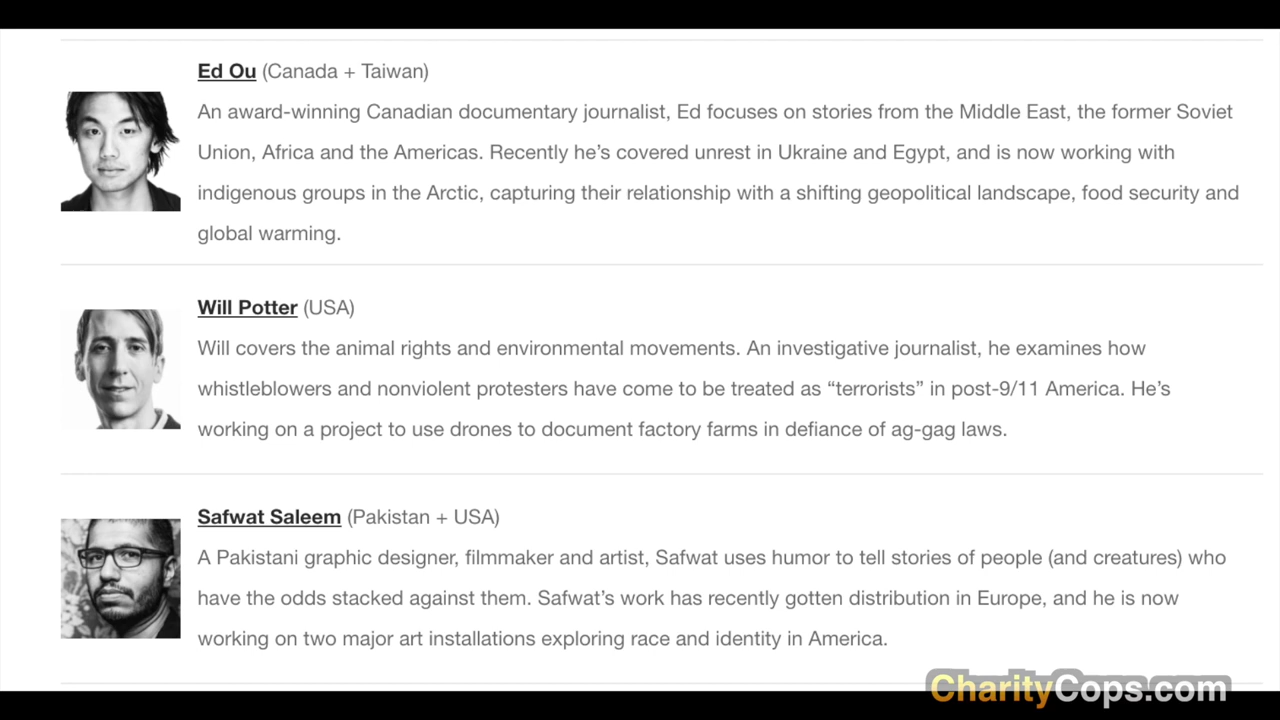 Ed Ou (Canada + Taiwan)
An award-winning Canadian documentary journalist, Ed focuses on stories from the Middle East, the former Soviet
Union, Africa and the Americas. Recently he’s covered unrest in Ukraine and Egypt, and is now working with
indigenous groups in the Arctic, capturing their relationship with a shifting geopolitical landscape, food security and
global warming.
Will Potter (USA)
Will covers the animal rights and environmental movements. An investigative journalist, he examines how
whistleblowers and nonviolent protesters have come to be treated as “terrorists” in post-9/11 America. He’s
working on a project to use drones to document factory farms in defiance of ag-gag laws.
Safwat Saleem (Pakistan + USA)
A Pakistani graphic designer, filmmaker and artist, Safwat uses humor to tell stories of people (and creatures) who
have the odds stacked against them. Safwat’s work has recently gotten distribution in Europe, and he is now
working on two major art installations exploring race and identity in America.
CharityCops.com